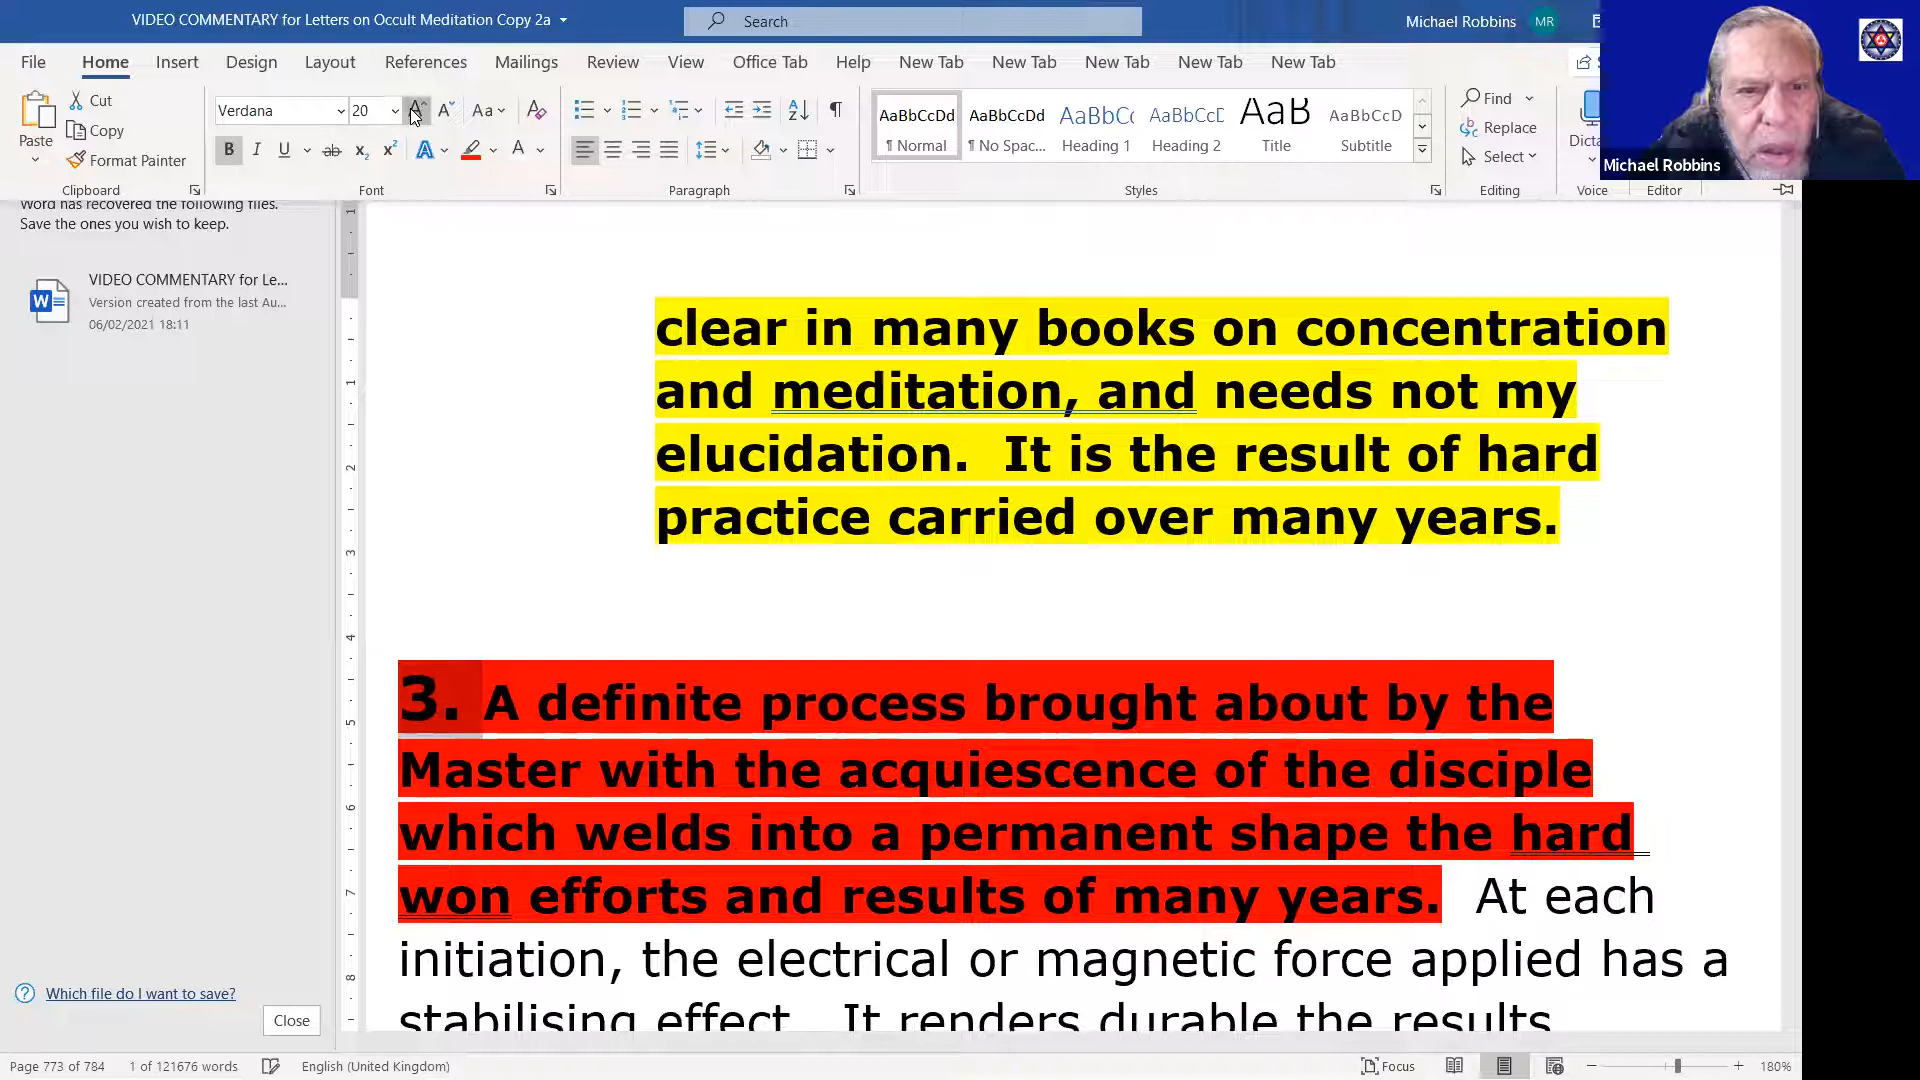 VIDEO COMMENTARY for Letters on Occult Meditation Copy 2a
Search
Michael Robbins MR
File Home Insert Design Layout References Mailings Review View Office Tab Help New Tab New Tab New Tab New Tab New Tab
Paste
Cut
Copy
Format Painter
Clipboard
Verdana 20
Font
Paragraph
AaBbCcDd AaBbCcDd AaBbCc AaBbCcD AaB AaBbCcD
¶ Normal ¶ No Spac... Heading 1 Heading 2 Title Subtitle
Styles
Find
Replace
Select
Editing
Dicta
Voice
Editor
Michael Robbins
Word has recovered the following files.
Save the ones you wish to keep.
VIDEO COMMENTARY for Le...
Version created from the last Au...
06/02/2021 18:11
clear in many books on concentration
and meditation, and needs not my
elucidation. It is the result of hard
practice carried over many years.
3. A definite process brought about by the
Master with the acquiescence of the disciple
which welds into a permanent shape the hard
won efforts and results of many years. At each
initiation, the electrical or magnetic force applied has a
stabilising effect. It renders durable the results
Which file do I want to save?
Close
Page 773 of 784 1 of 121676 words English (United Kingdom) Focus 180%